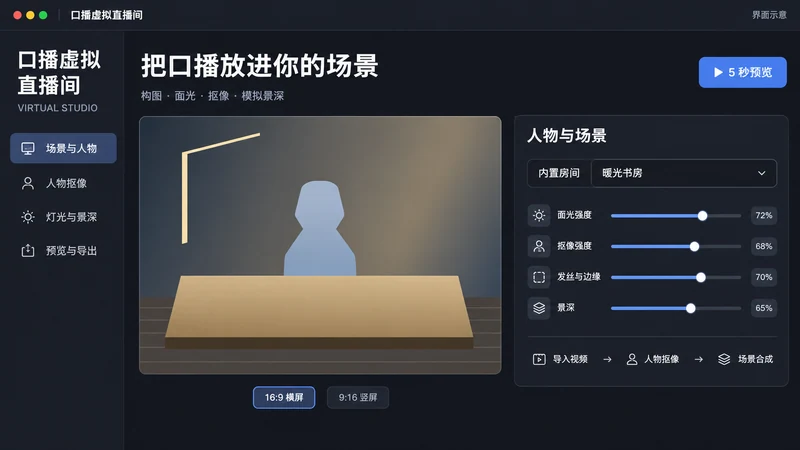 口播虚拟直播间
界面示意
口播虚拟
直播间
VIRTUAL STUDIO
场景与人物
人物抠像
灯光与景深
预览与导出
把口播放进你的场景
构图 · 面光 · 抠像 · 模拟景深
5 秒预览
16:9 横屏
9:16 竖屏
人物与场景
内置房间
暖光书房
面光强度
72%
抠像强度
68%
发丝与边缘
70%
景深
65%
导入视频 → 人物抠像 → 场景合成